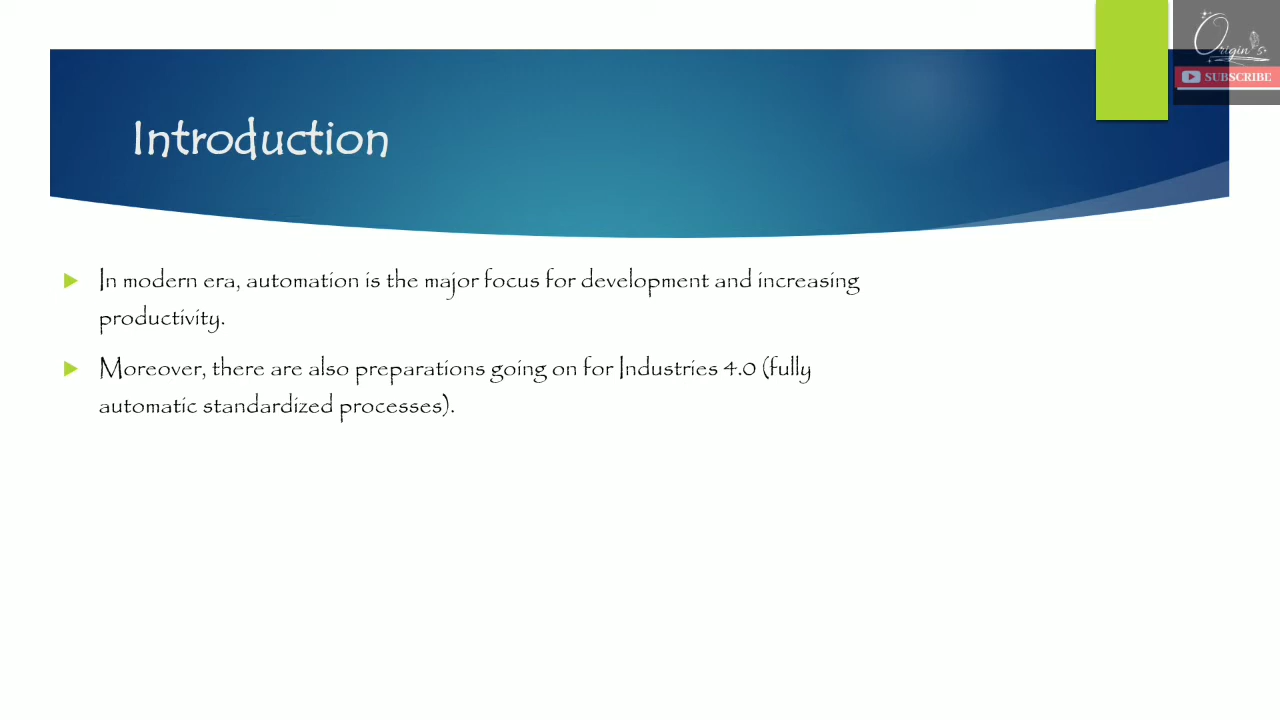 Origin's
SUBSCRIBE
Introduction
In modern era, automation is the major focus for development and increasing
productivity.
Moreover, there are also preparations going on for Industries 4.0 (fully
automatic standardized processes).